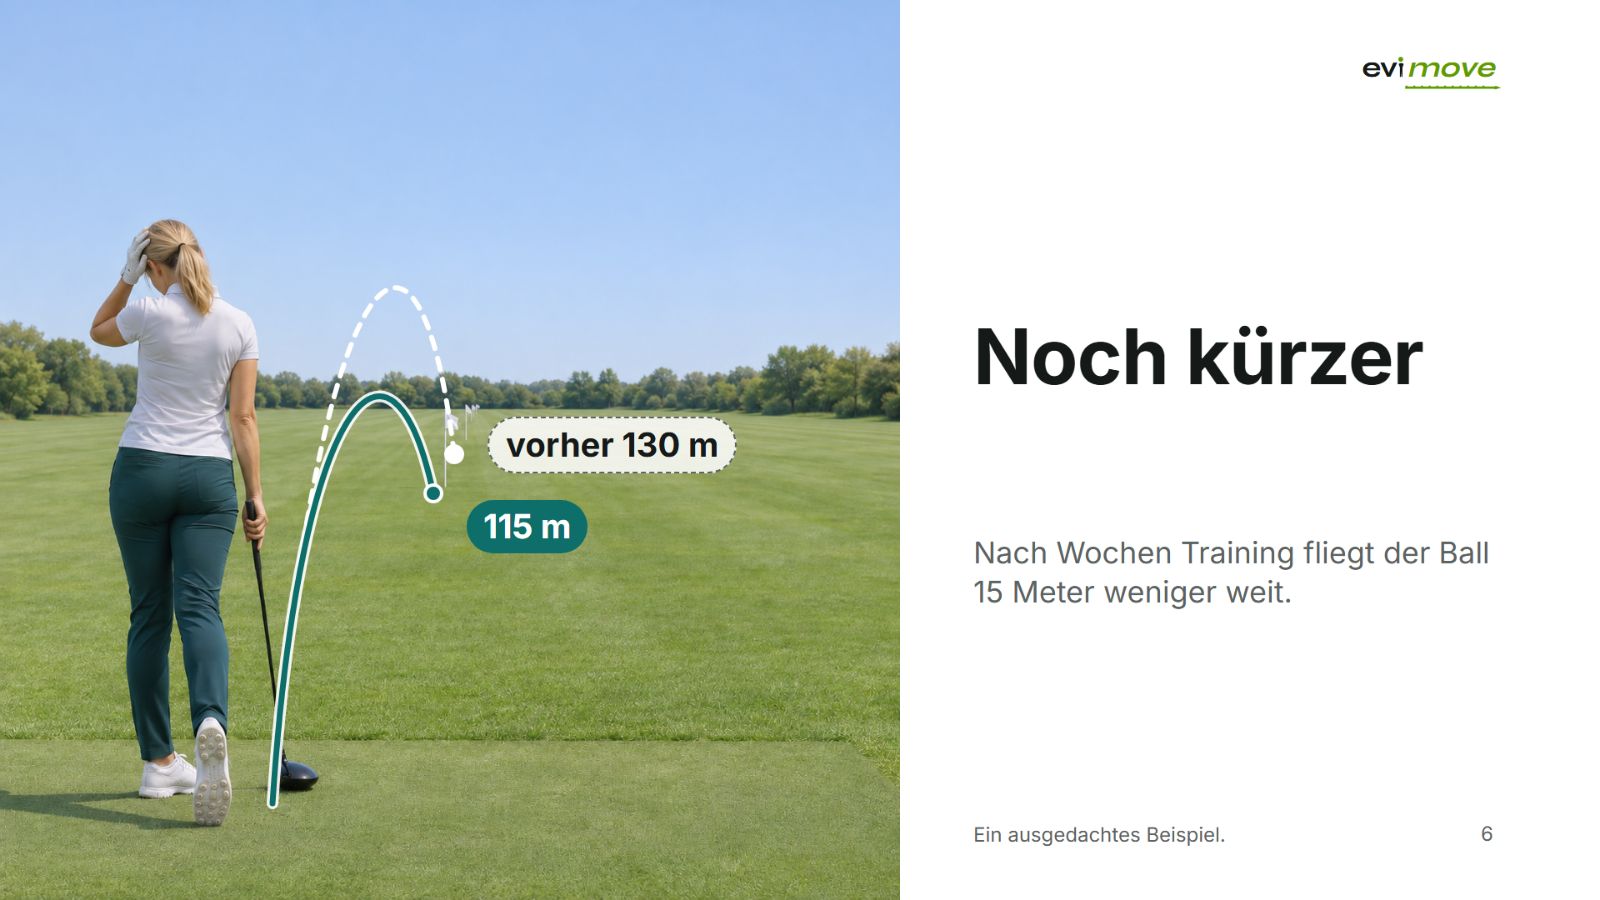 evimove
Noch kürzer
vorher 130 m
115 m
Nach Wochen Training fliegt der Ball
15 Meter weniger weit.
Ein ausgedachtes Beispiel.
6